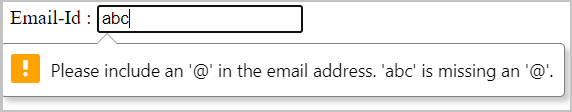 Email-Id : abc
! Please include an '@' in the email address. 'abc' is missing an '@'.